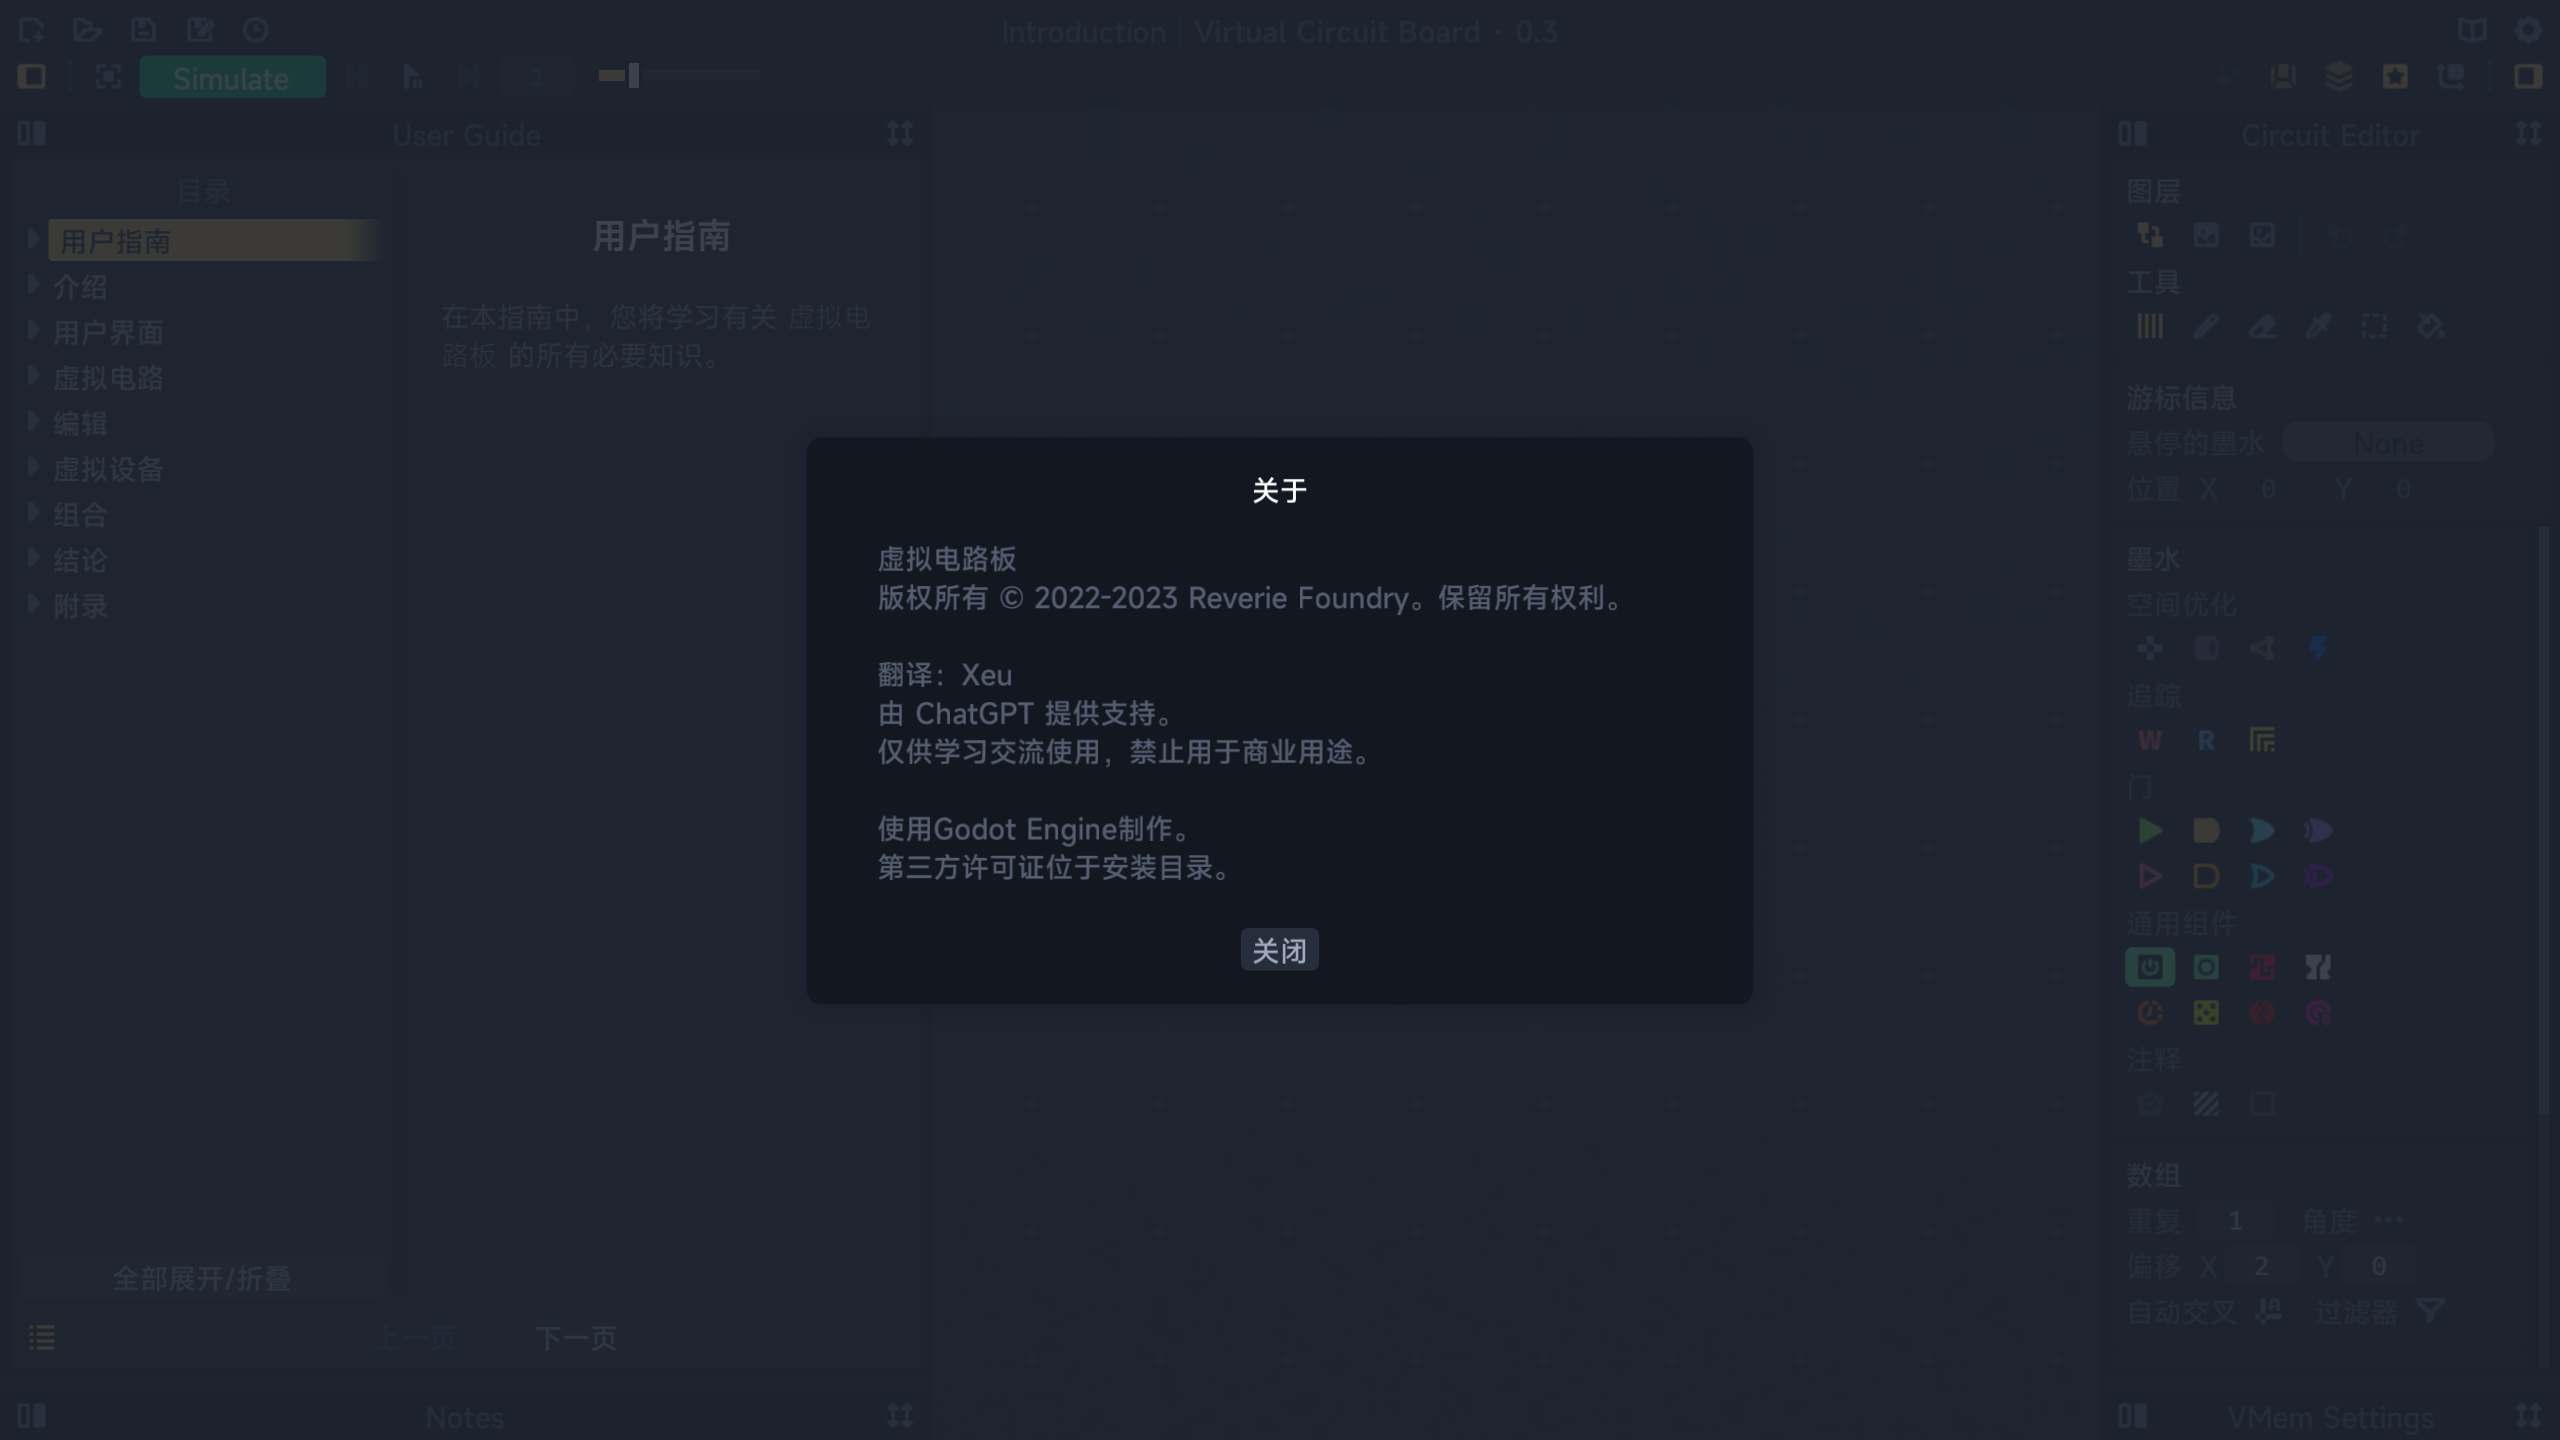 Introduction | Virtual Circuit Board · 0.3
Simulate
1
User Guide
目录
用户指南
介绍
用户界面
虚拟电路
编辑
虚拟设备
组合
结论
附录
全部展开/折叠
上一页
下一页
用户指南
在本指南中，您将学习有关 虚拟电
路板 的所有必要知识。
Notes
关于
虚拟电路板
版权所有 © 2022-2023 Reverie Foundry。保留所有权利。
翻译：Xeu
由 ChatGPT 提供支持。
仅供学习交流使用，禁止用于商业用途。
使用Godot Engine制作。
第三方许可证位于安装目录。
关闭
Circuit Editor
图层
工具
游标信息
悬停的墨水 None
位置 X 0 Y 0
墨水
空间优化
追踪
W R
门
通用组件
注释
数组
重复 1 角度 ···
偏移 X 2 Y 0
自动交叉 过滤器
VMem Settings